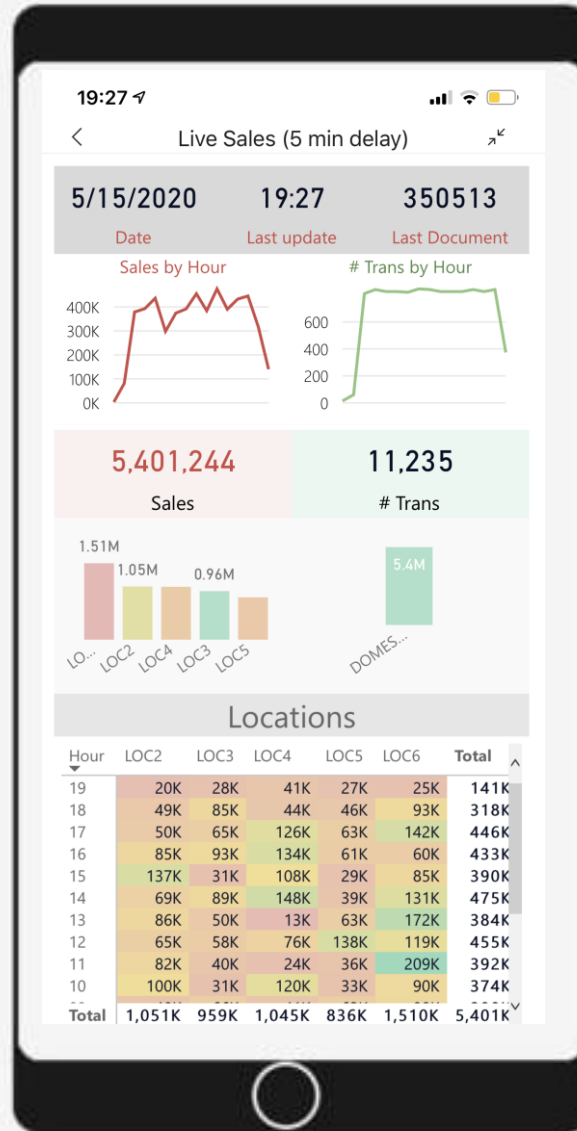 19:27
Live Sales (5 min delay)
5/15/2020 19:27 350513
Date Last update Last Document
Sales by Hour # Trans by Hour
400K
300K
200K
100K
0K
600
400
200
0
5,401,244 11,235
Sales # Trans
1.51M
1.05M
0.96M
5.4M
LO... LOC2 LOC4 LOC3 LOC5
DOMES...
Locations
Hour LOC2 LOC3 LOC4 LOC5 LOC6 Total
19 20K 28K 41K 27K 25K 141K
18 49K 85K 44K 46K 93K 318K
17 50K 65K 126K 63K 142K 446K
16 85K 93K 134K 61K 60K 433K
15 137K 31K 108K 29K 85K 390K
14 69K 89K 148K 39K 131K 475K
13 86K 50K 13K 63K 172K 384K
12 65K 58K 76K 138K 119K 455K
11 82K 40K 24K 36K 209K 392K
10 100K 31K 120K 33K 90K 374K
Total 1,051K 959K 1,045K 836K 1,510K 5,401K